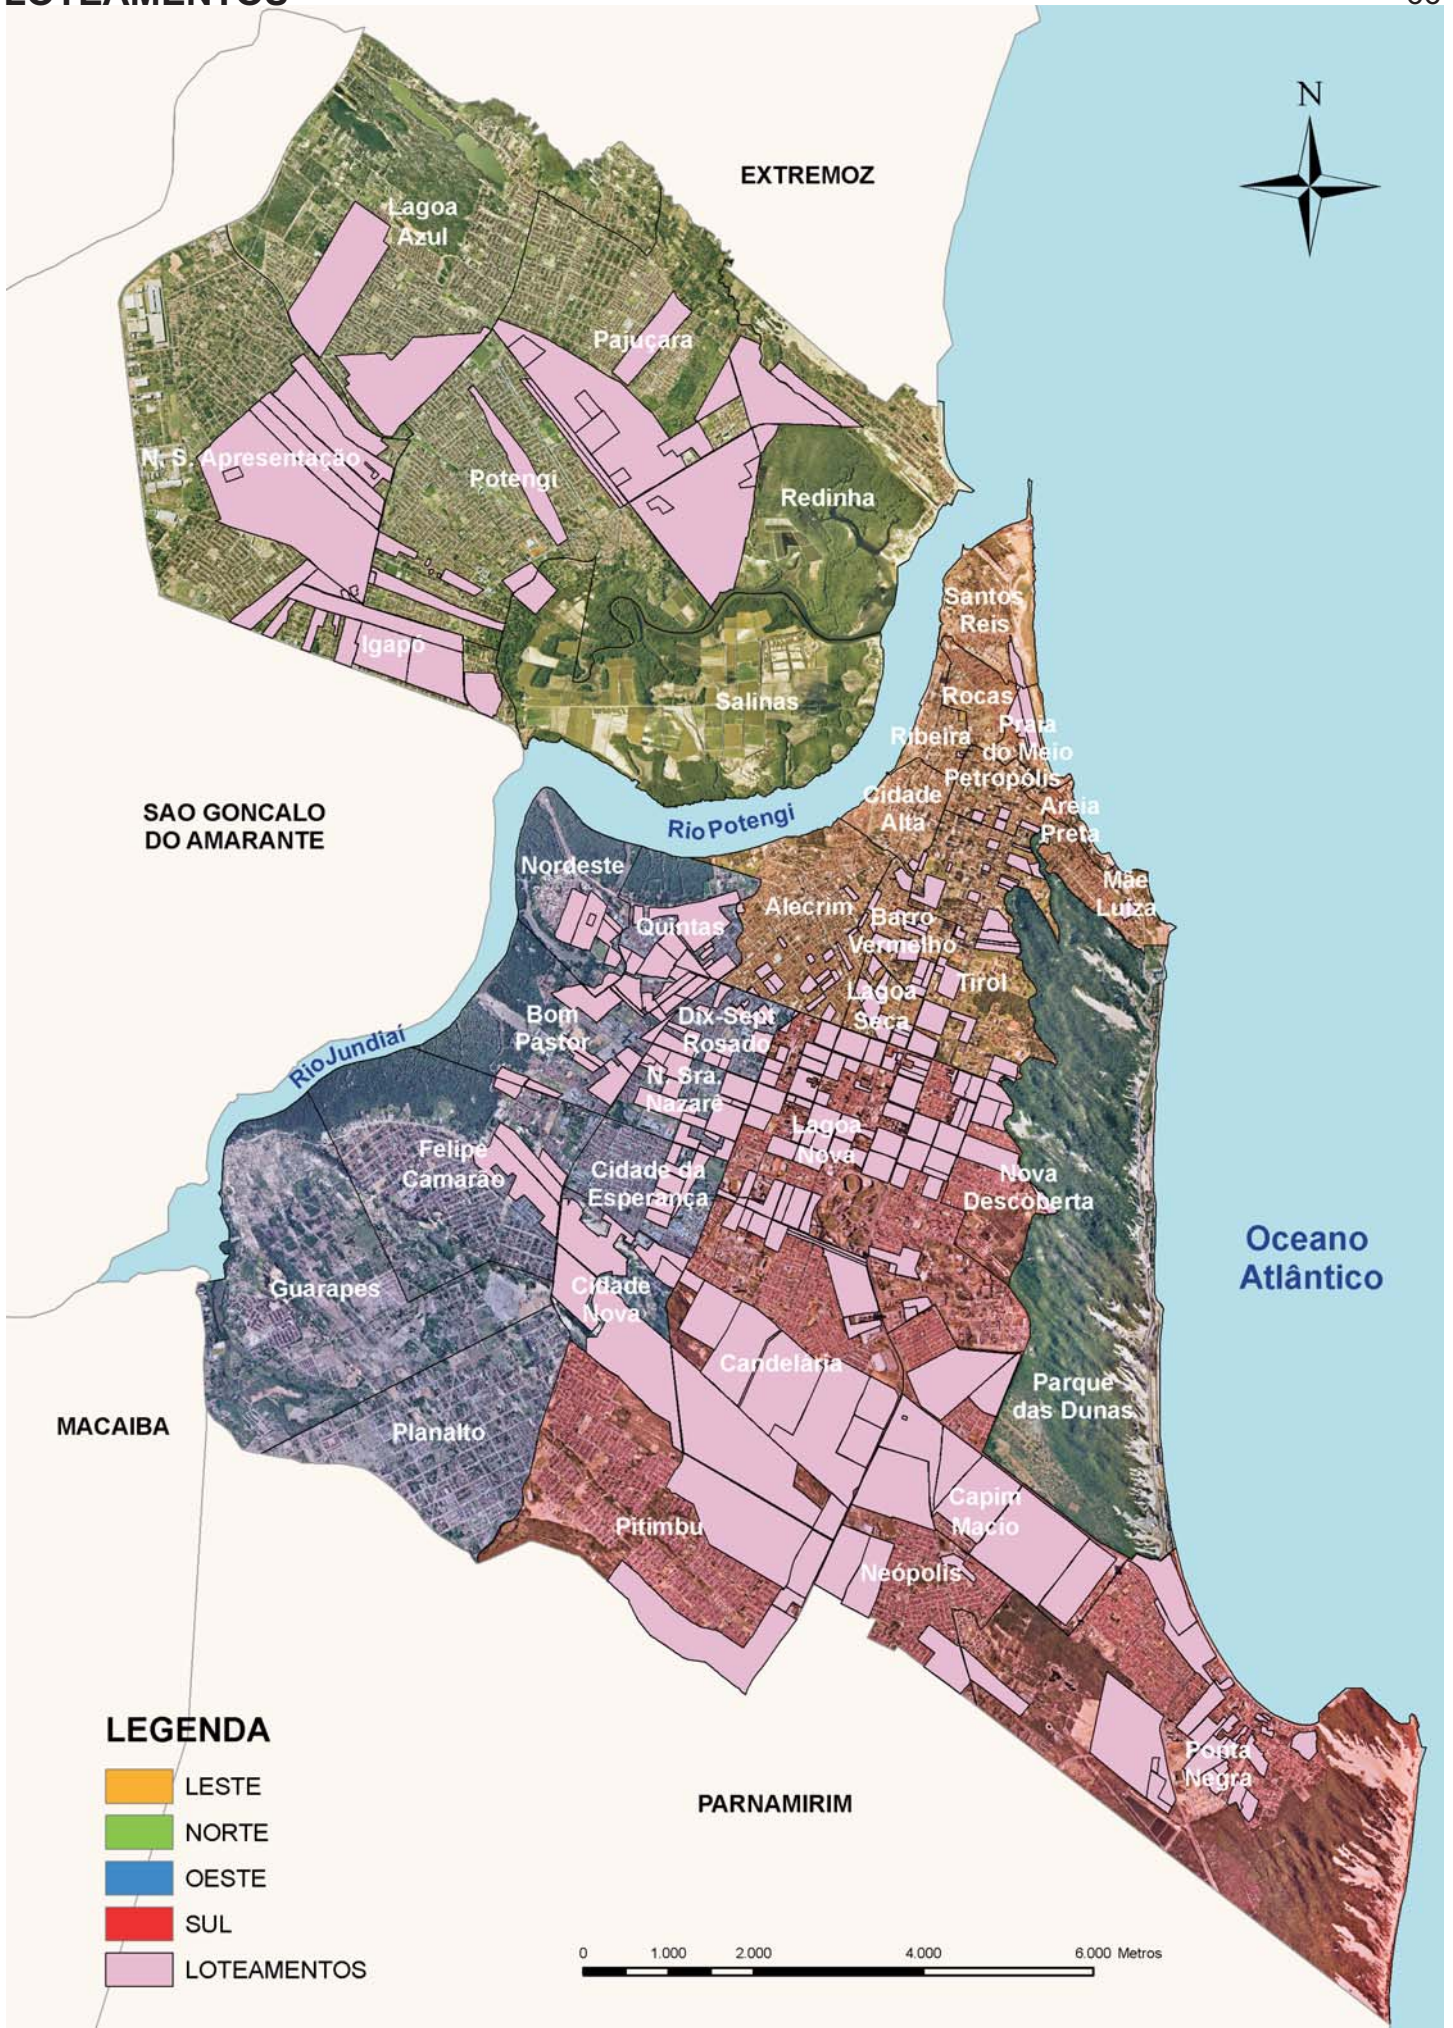 LOTEAMENTOS
N
EXTREMOZ
Lagoa
Azul
Pajuçara
N. S. Apresentação
Potengi
Redinha
Santos
Reis
Igapó
Salinas
Rocas
Praia
do Meio
Ribeira
Petropólis
Cidade
Alta
Areia
Preta
SAO GONCALO
DO AMARANTE
Rio Potengi
Nordeste
Mãe
Luiza
Alecrim
Quintas
Barro
Vermelho
Tirol
Lagoa
Seca
Bom
Pastor
Dix-Sept
Rosado
Rio Jundiaí
N. Sra.
Nazaré
Lagoa
Nova
Felipe
Camarão
Cidade da
Esperança
Nova
Descoberta
Oceano
Atlântico
Guarapes
Cidade
Nova
Candelária
Parque
das Dunas
MACAIBA
Planalto
Capim
Macio
Pitimbu
Neópolis
Ponta
Negra
PARNAMIRIM
LEGENDA
LESTE
NORTE
OESTE
SUL
LOTEAMENTOS
0 1.000 2.000 4.000 6.000 Metros